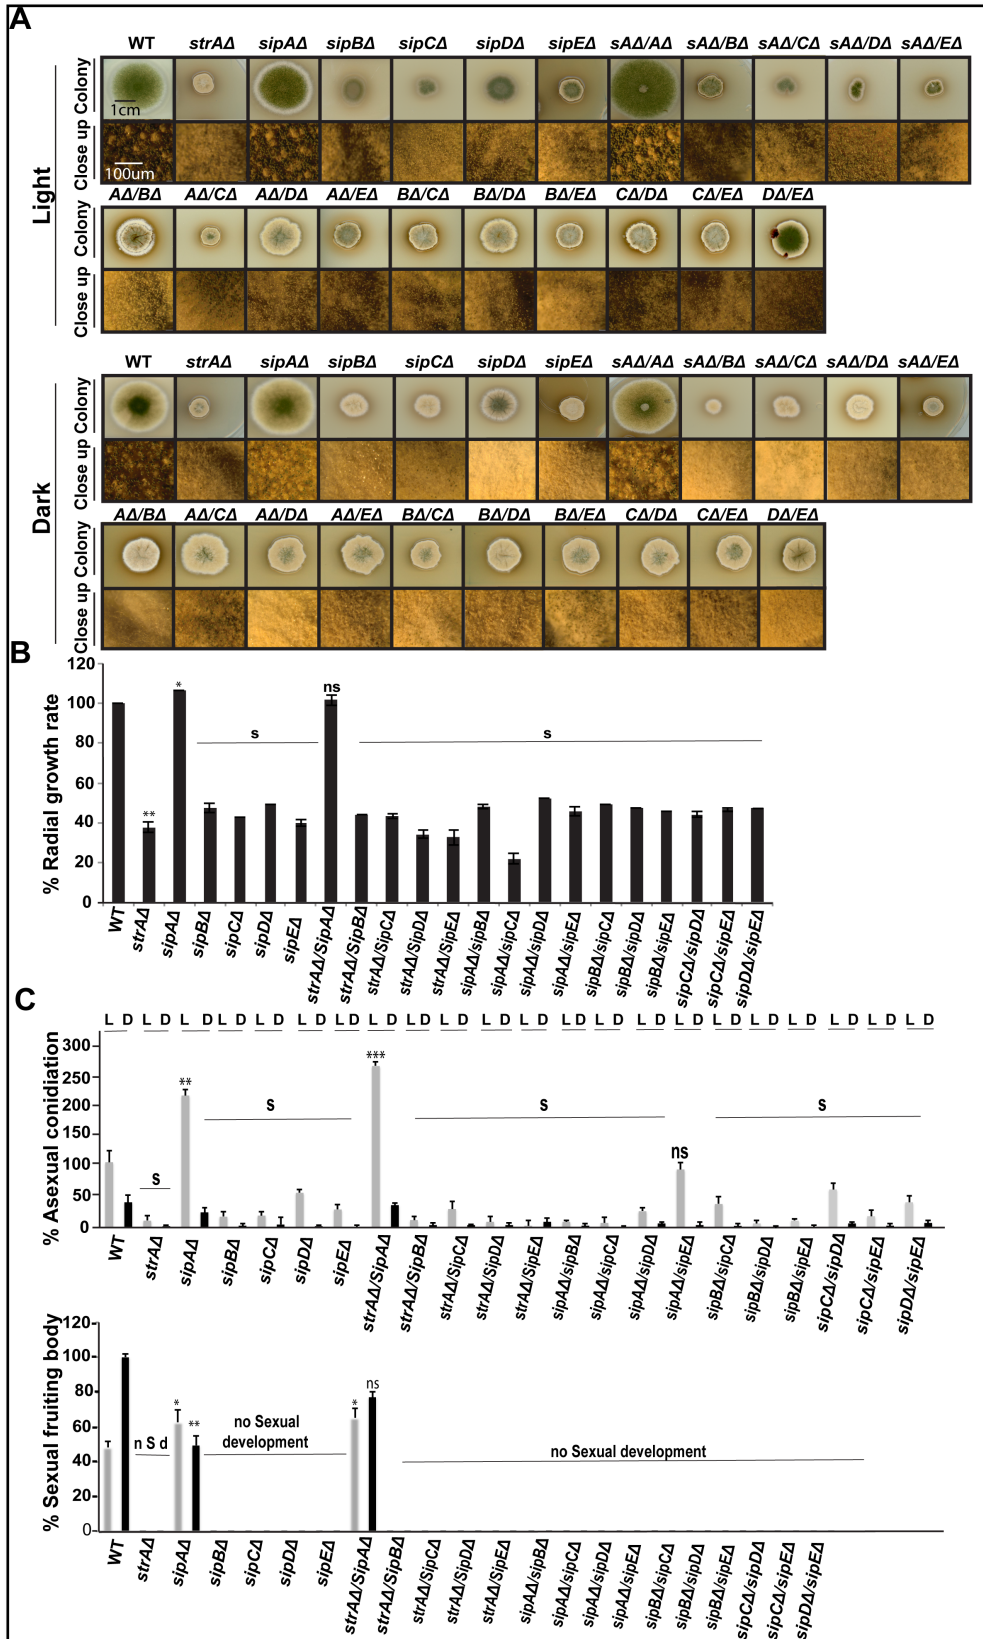 A
WT strAΔ sipAΔ sipBΔ sipCΔ sipDΔ sipEΔ sAΔ/AΔ sAΔ/BΔ sAΔ/CΔ sAΔ/DΔ sAΔ/EΔ
Light
Colony
1cm
Close up
100um
AΔ/BΔ AΔ/CΔ AΔ/DΔ AΔ/EΔ BΔ/CΔ BΔ/DΔ BΔ/EΔ CΔ/DΔ CΔ/EΔ DΔ/EΔ
Colony
Close up
WT strAΔ sipAΔ sipBΔ sipCΔ sipDΔ sipEΔ sAΔ/AΔ sAΔ/BΔ sAΔ/CΔ sAΔ/DΔ sAΔ/EΔ
Dark
Colony
Close up
AΔ/BΔ AΔ/CΔ AΔ/DΔ AΔ/EΔ BΔ/CΔ BΔ/DΔ BΔ/EΔ CΔ/DΔ CΔ/EΔ DΔ/EΔ
Colony
Close up
B
% Radial growth rate
120
100
80
60
40
20
0
** * s ns s
WT strAΔ sipAΔ sipBΔ sipCΔ sipDΔ sipEΔ strAΔ/SipAΔ strAΔ/SipBΔ strAΔ/SipCΔ strAΔ/SipDΔ strAΔ/SipEΔ sipAΔ/sipBΔ sipAΔ/sipCΔ sipAΔ/sipDΔ sipAΔ/sipEΔ sipBΔ/sipCΔ sipBΔ/sipDΔ sipBΔ/sipEΔ sipCΔ/sipDΔ sipCΔ/sipEΔ sipDΔ/sipEΔ
C
L D L D L D L D L D L D L D L D L D L D L D L D L D L D L D L D L D L D L D L D L D L D
% Asexual conidiation
300
250
200
150
100
50
0
s ** s *** s ns s
WT strAΔ sipAΔ sipBΔ sipCΔ sipDΔ sipEΔ strAΔ/SipAΔ strAΔ/SipBΔ strAΔ/SipCΔ strAΔ/SipDΔ strAΔ/SipEΔ sipAΔ/sipBΔ sipAΔ/sipCΔ sipAΔ/sipDΔ sipAΔ/sipEΔ sipBΔ/sipCΔ sipBΔ/sipDΔ sipBΔ/sipEΔ sipCΔ/sipDΔ sipCΔ/sipEΔ sipDΔ/sipEΔ
% Sexual fruiting body
120
100
80
60
40
20
0
n S d
* **
no Sexual
development
* ns
no Sexual development
WT strAΔ sipAΔ sipBΔ sipCΔ sipDΔ sipEΔ strAΔ/SipAΔ strAΔ/SipBΔ strAΔ/SipCΔ strAΔ/SipDΔ strAΔ/SipEΔ sipAΔ/sipBΔ sipAΔ/sipCΔ sipAΔ/sipDΔ sipAΔ/sipEΔ sipBΔ/sipCΔ sipBΔ/sipDΔ sipBΔ/sipEΔ sipCΔ/sipDΔ sipCΔ/sipEΔ sipDΔ/sipEΔ